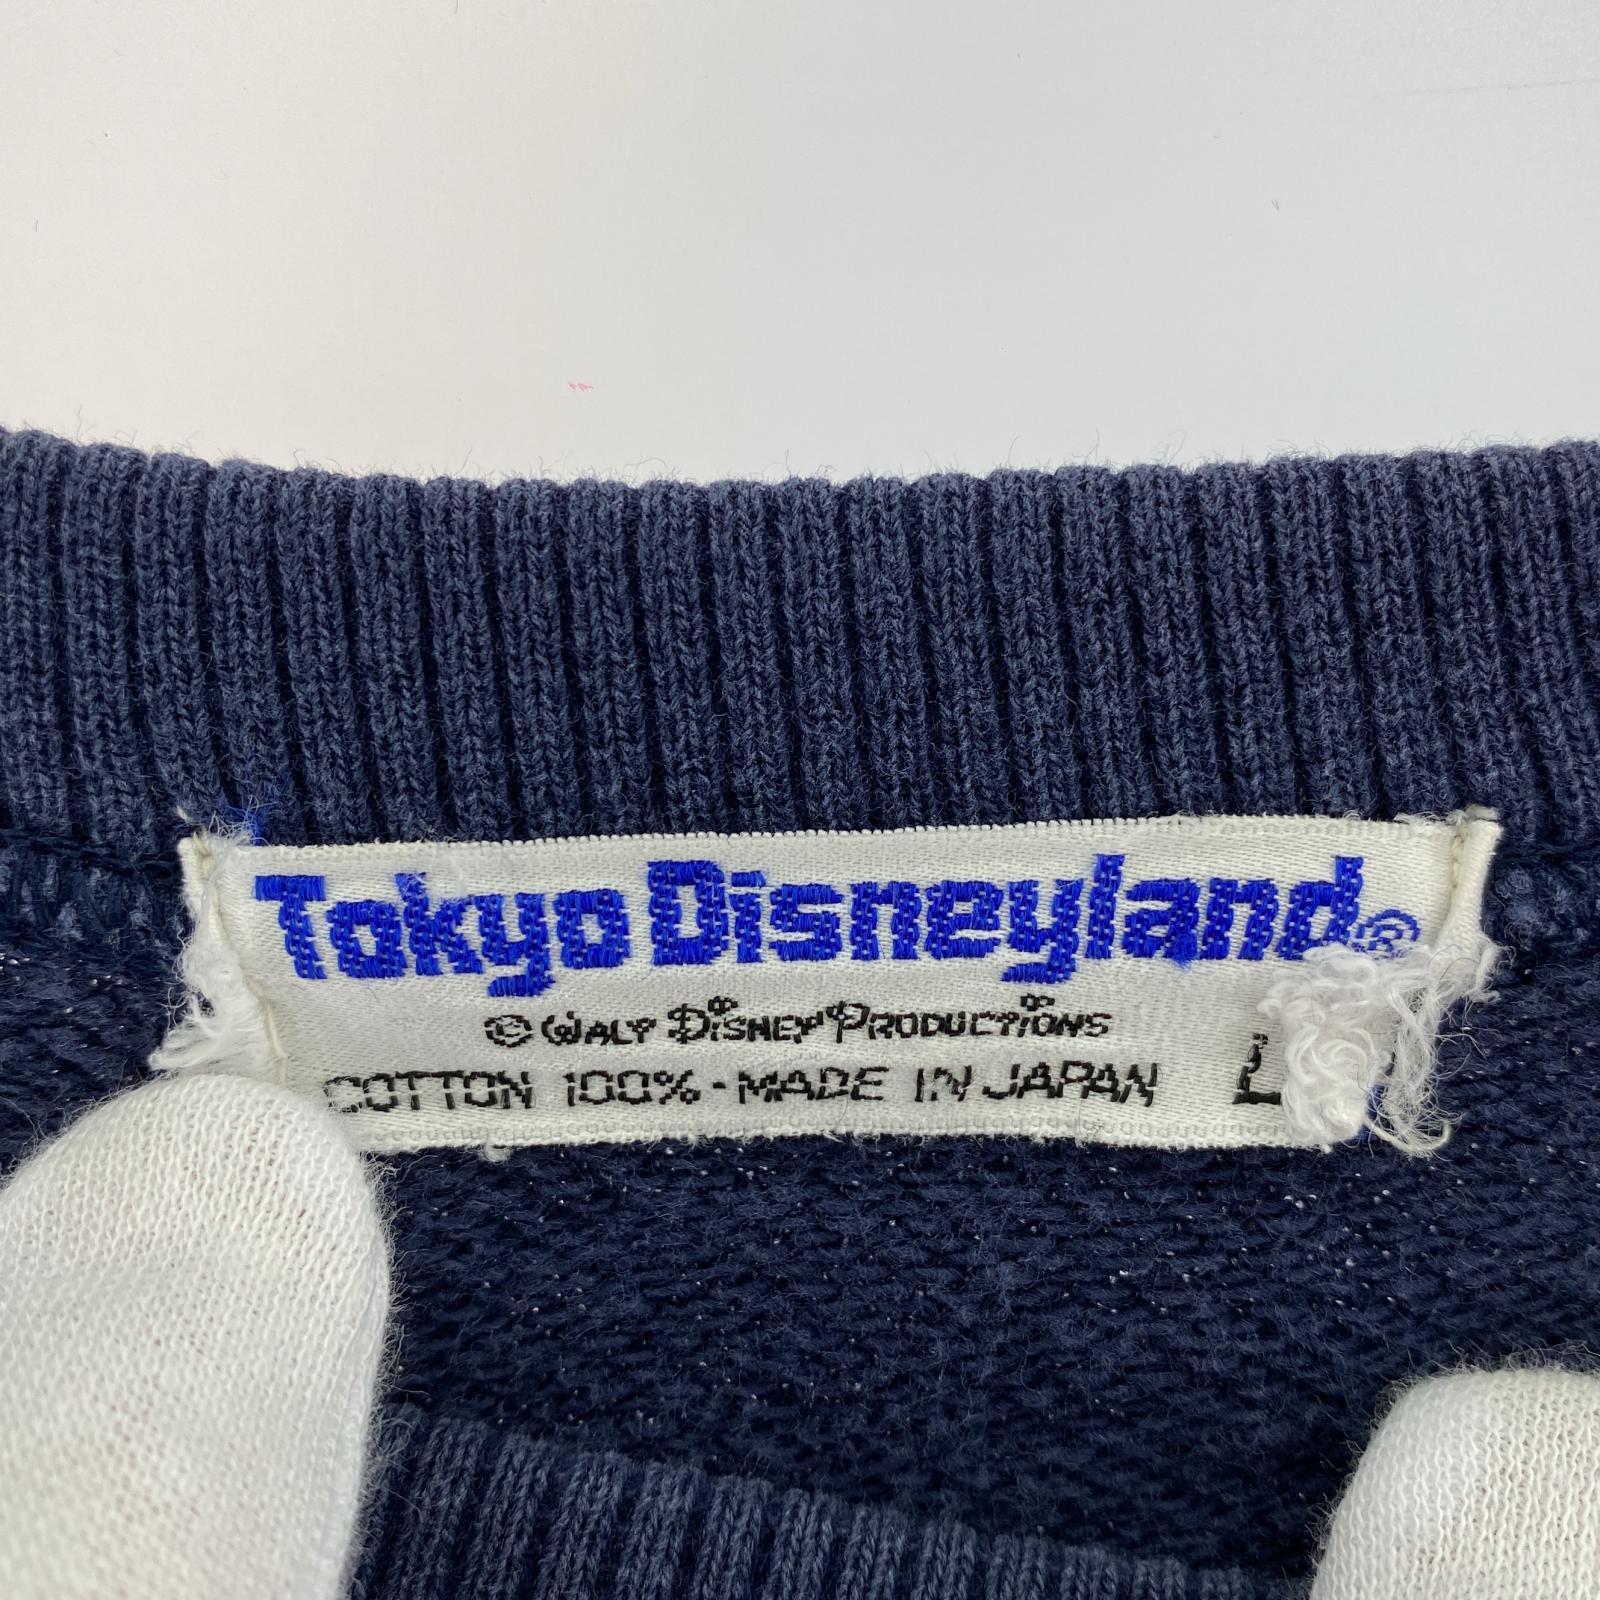 Tokyo Disneyland®
© WALT DISNEY PRODUCTIONS
COTTON 100% - MADE IN JAPAN L